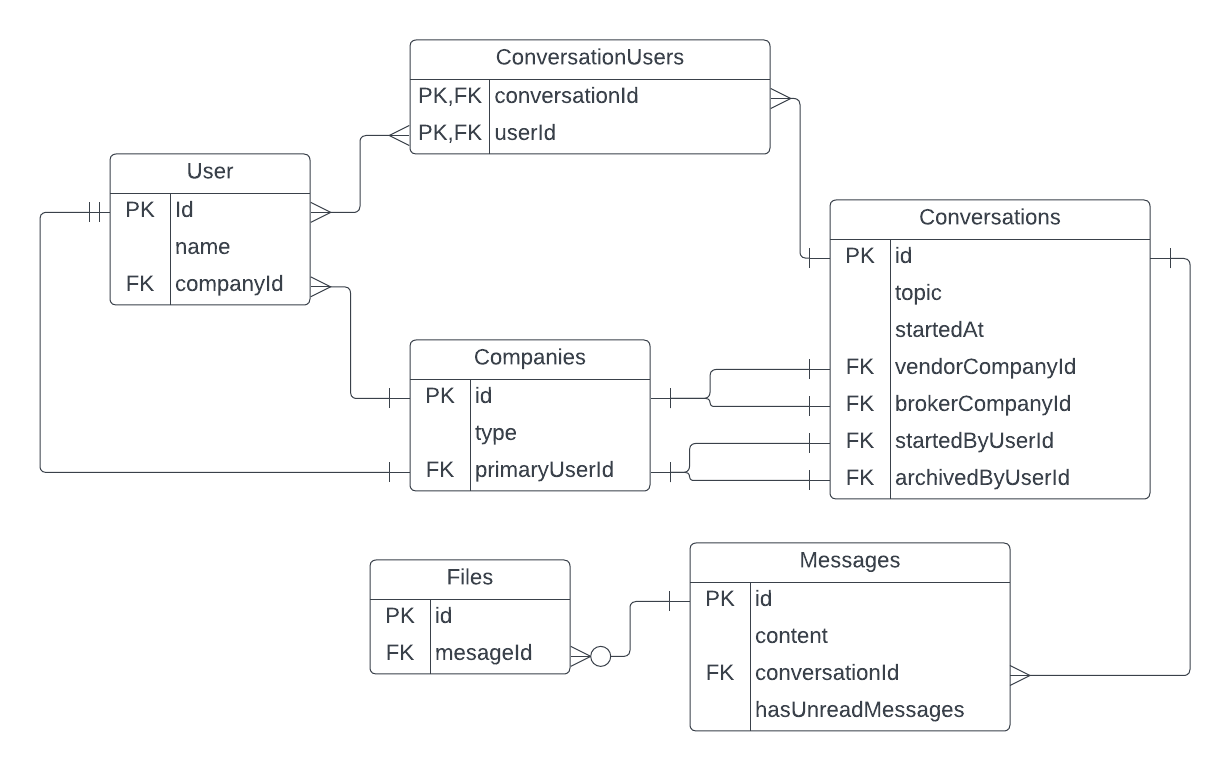 ConversationUsers
PK,FK conversationId
PK,FK userId
User
PK Id
name
FK companyId
Conversations
PK id
topic
startedAt
FK vendorCompanyId
FK brokerCompanyId
FK startedByUserId
FK archivedByUserId
Companies
PK id
type
FK primaryUserId
Files
PK id
FK mesageId
Messages
PK id
content
FK conversationId
hasUnreadMessages